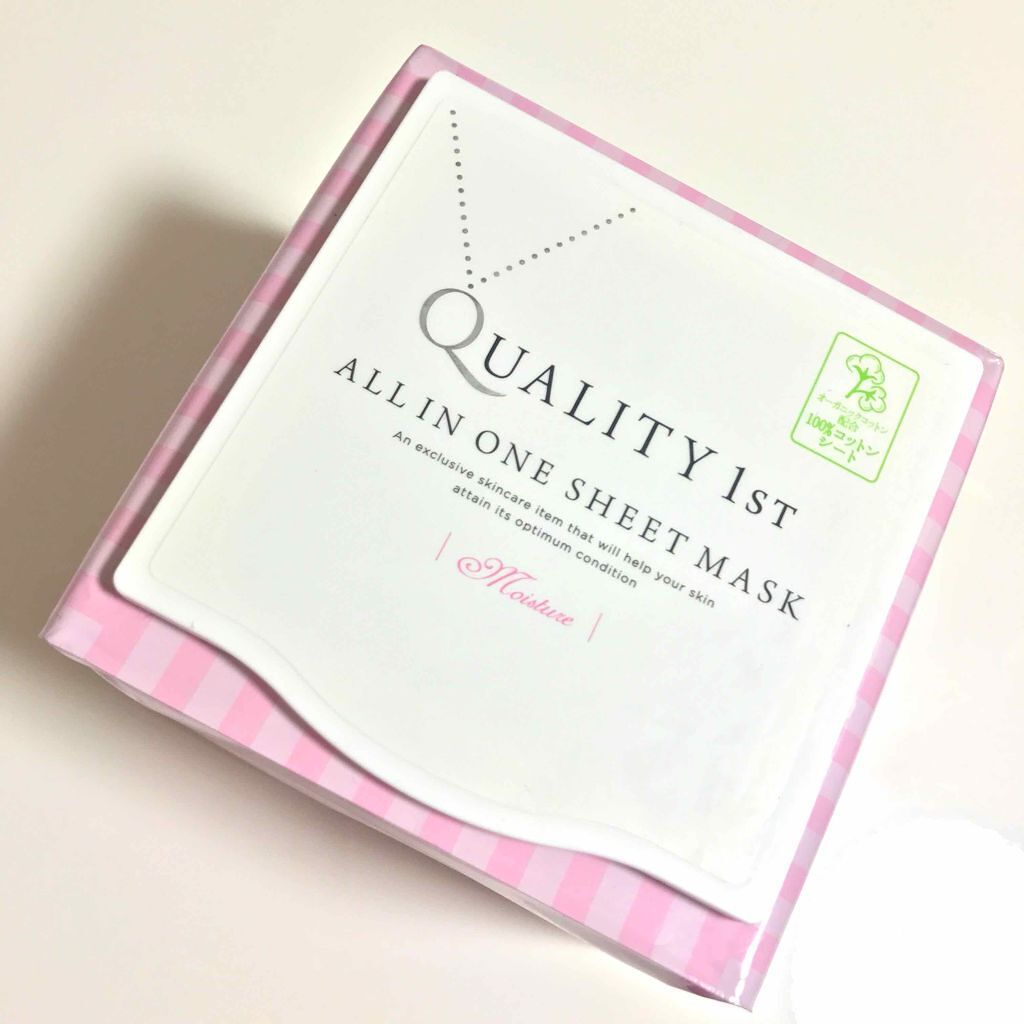 QUALITY 1ST
ALL IN ONE SHEET MASK
An exclusive skincare item that will help your skin
attain its optimum condition
| Moisture |
オーガニックコットン
配合
100%コットン
シート